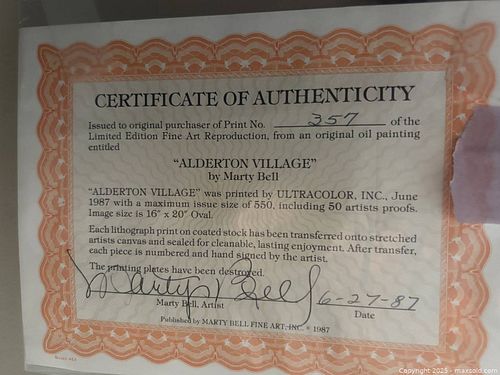 CERTIFICATE OF AUTHENTICITY
Issued to original purchaser of Print No. 357 of the
Limited Edition Fine Art Reproduction, from an original oil painting
entitled
"ALDERTON VILLAGE"
by Marty Bell
"ALDERTON VILLAGE" was printed by ULTRACOLOR, INC., June
1987 with a maximum issue size of 550, including 50 artists proofs.
Image size is 16" x 20" Oval.
Each lithograph print on coated stock has been transferred onto stretched
artists canvas and sealed for cleanable, lasting enjoyment. After transfer,
each piece is numbered and hand signed by the artist.
The printing plates have been destroyed.
Marty Bell 6-27-87
Marty Bell, Artist Date
Published by MARTY BELL FINE ART, INC. © 1987
Copyright 2025 - maxsold.com